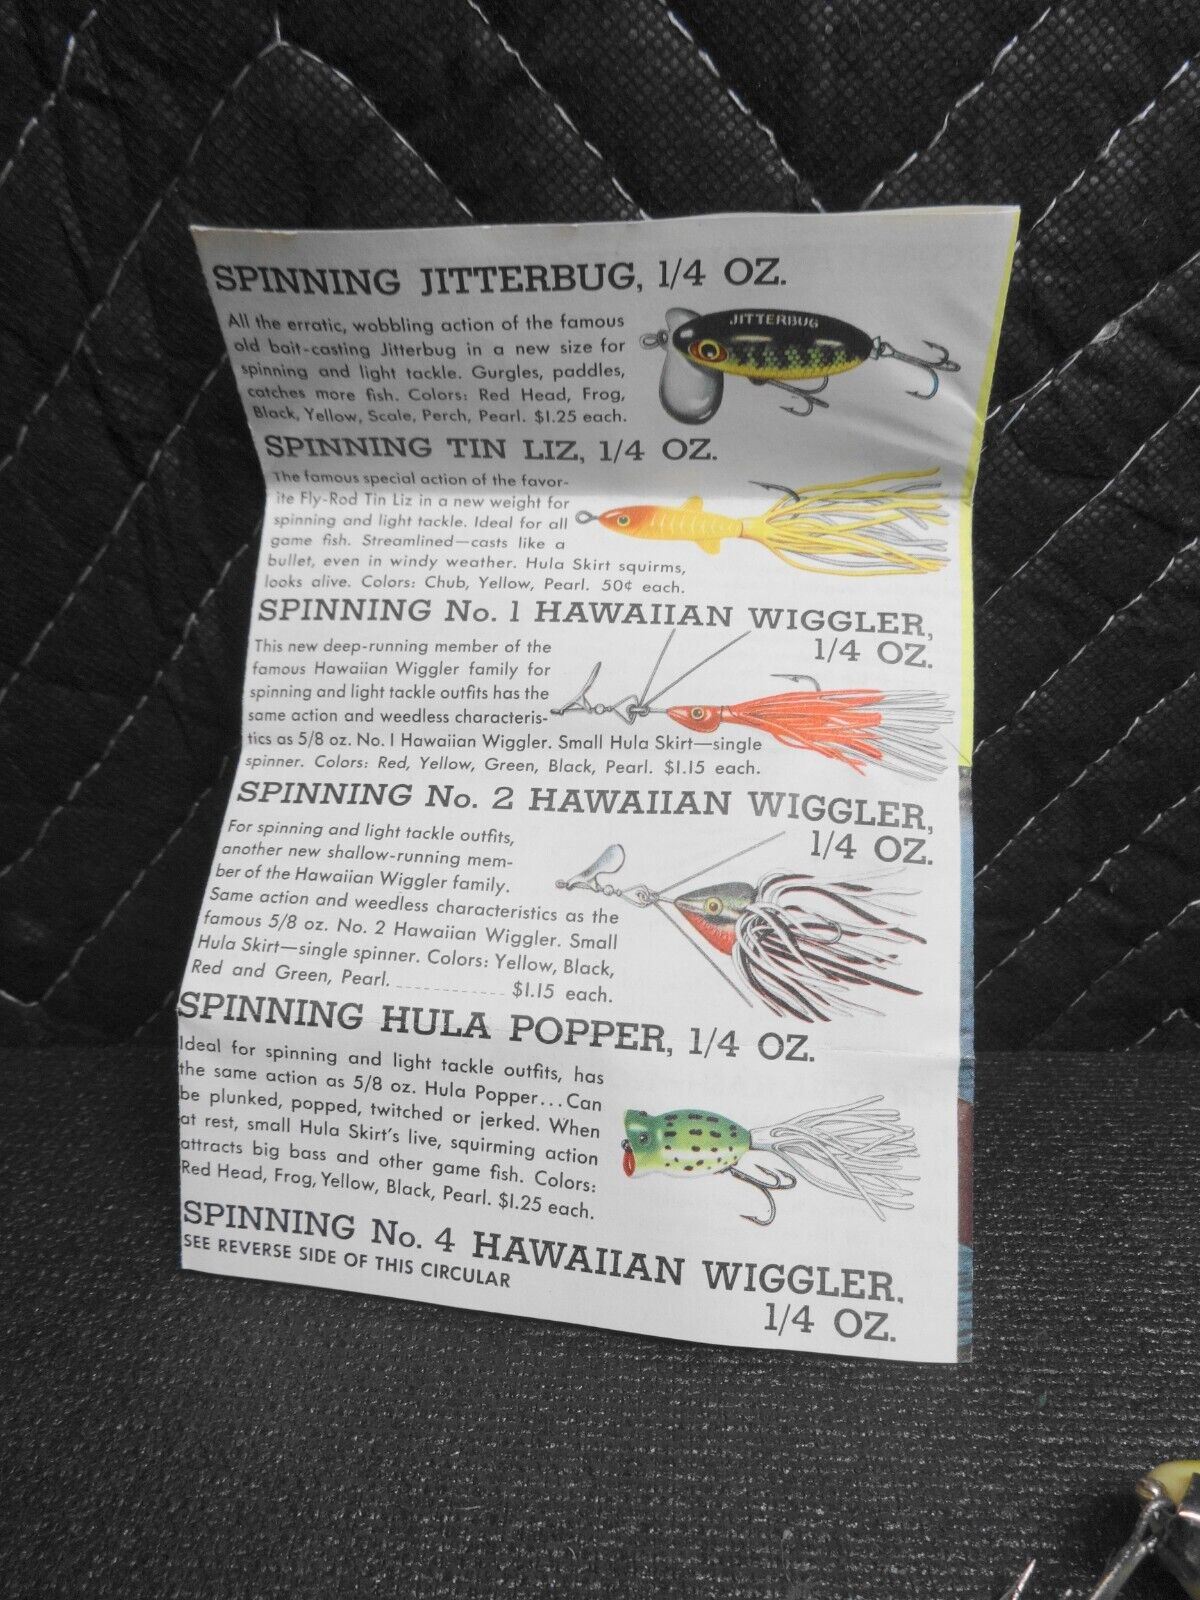 SPINNING JITTERBUG, 1/4 OZ.
All the erratic, wobbling action of the famous
old bait-casting Jitterbug in a new size for
spinning and light tackle. Gurgles, paddles,
catches more fish. Colors: Red Head, Frog,
Black, Yellow, Scale, Perch, Pearl. $1.25 each.
JITTERBUG
SPINNING TIN LIZ, 1/4 OZ.
The famous special action of the favor-
ite Fly-Rod Tin Liz in a new weight for
spinning and light tackle. Ideal for all
game fish. Streamlined—casts like a
bullet, even in windy weather. Hula Skirt squirms,
looks alive. Colors: Chub, Yellow, Pearl. 50¢ each.
SPINNING No. 1 HAWAIIAN WIGGLER,
1/4 OZ.
This new deep-running member of the
famous Hawaiian Wiggler family for
spinning and light tackle outfits has the
same action and weedless characteris-
tics as 5/8 oz. No. 1 Hawaiian Wiggler. Small Hula Skirt—single
spinner. Colors: Red, Yellow, Green, Black, Pearl. $1.15 each.
SPINNING No. 2 HAWAIIAN WIGGLER,
1/4 OZ.
For spinning and light tackle outfits,
another new shallow-running mem-
ber of the Hawaiian Wiggler family.
Same action and weedless characteristics as the
famous 5/8 oz. No. 2 Hawaiian Wiggler. Small
Hula Skirt—single spinner. Colors: Yellow, Black,
Red and Green, Pearl. ------------ $1.15 each.
SPINNING HULA POPPER, 1/4 OZ.
Ideal for spinning and light tackle outfits, has
the same action as 5/8 oz. Hula Popper... Can
be plunked, popped, twitched or jerked. When
at rest, small Hula Skirt's live, squirming action
attracts big bass and other game fish. Colors:
Red Head, Frog, Yellow, Black, Pearl. $1.25 each.
SPINNING No. 4 HAWAIIAN WIGGLER,
1/4 OZ.
SEE REVERSE SIDE OF THIS CIRCULAR